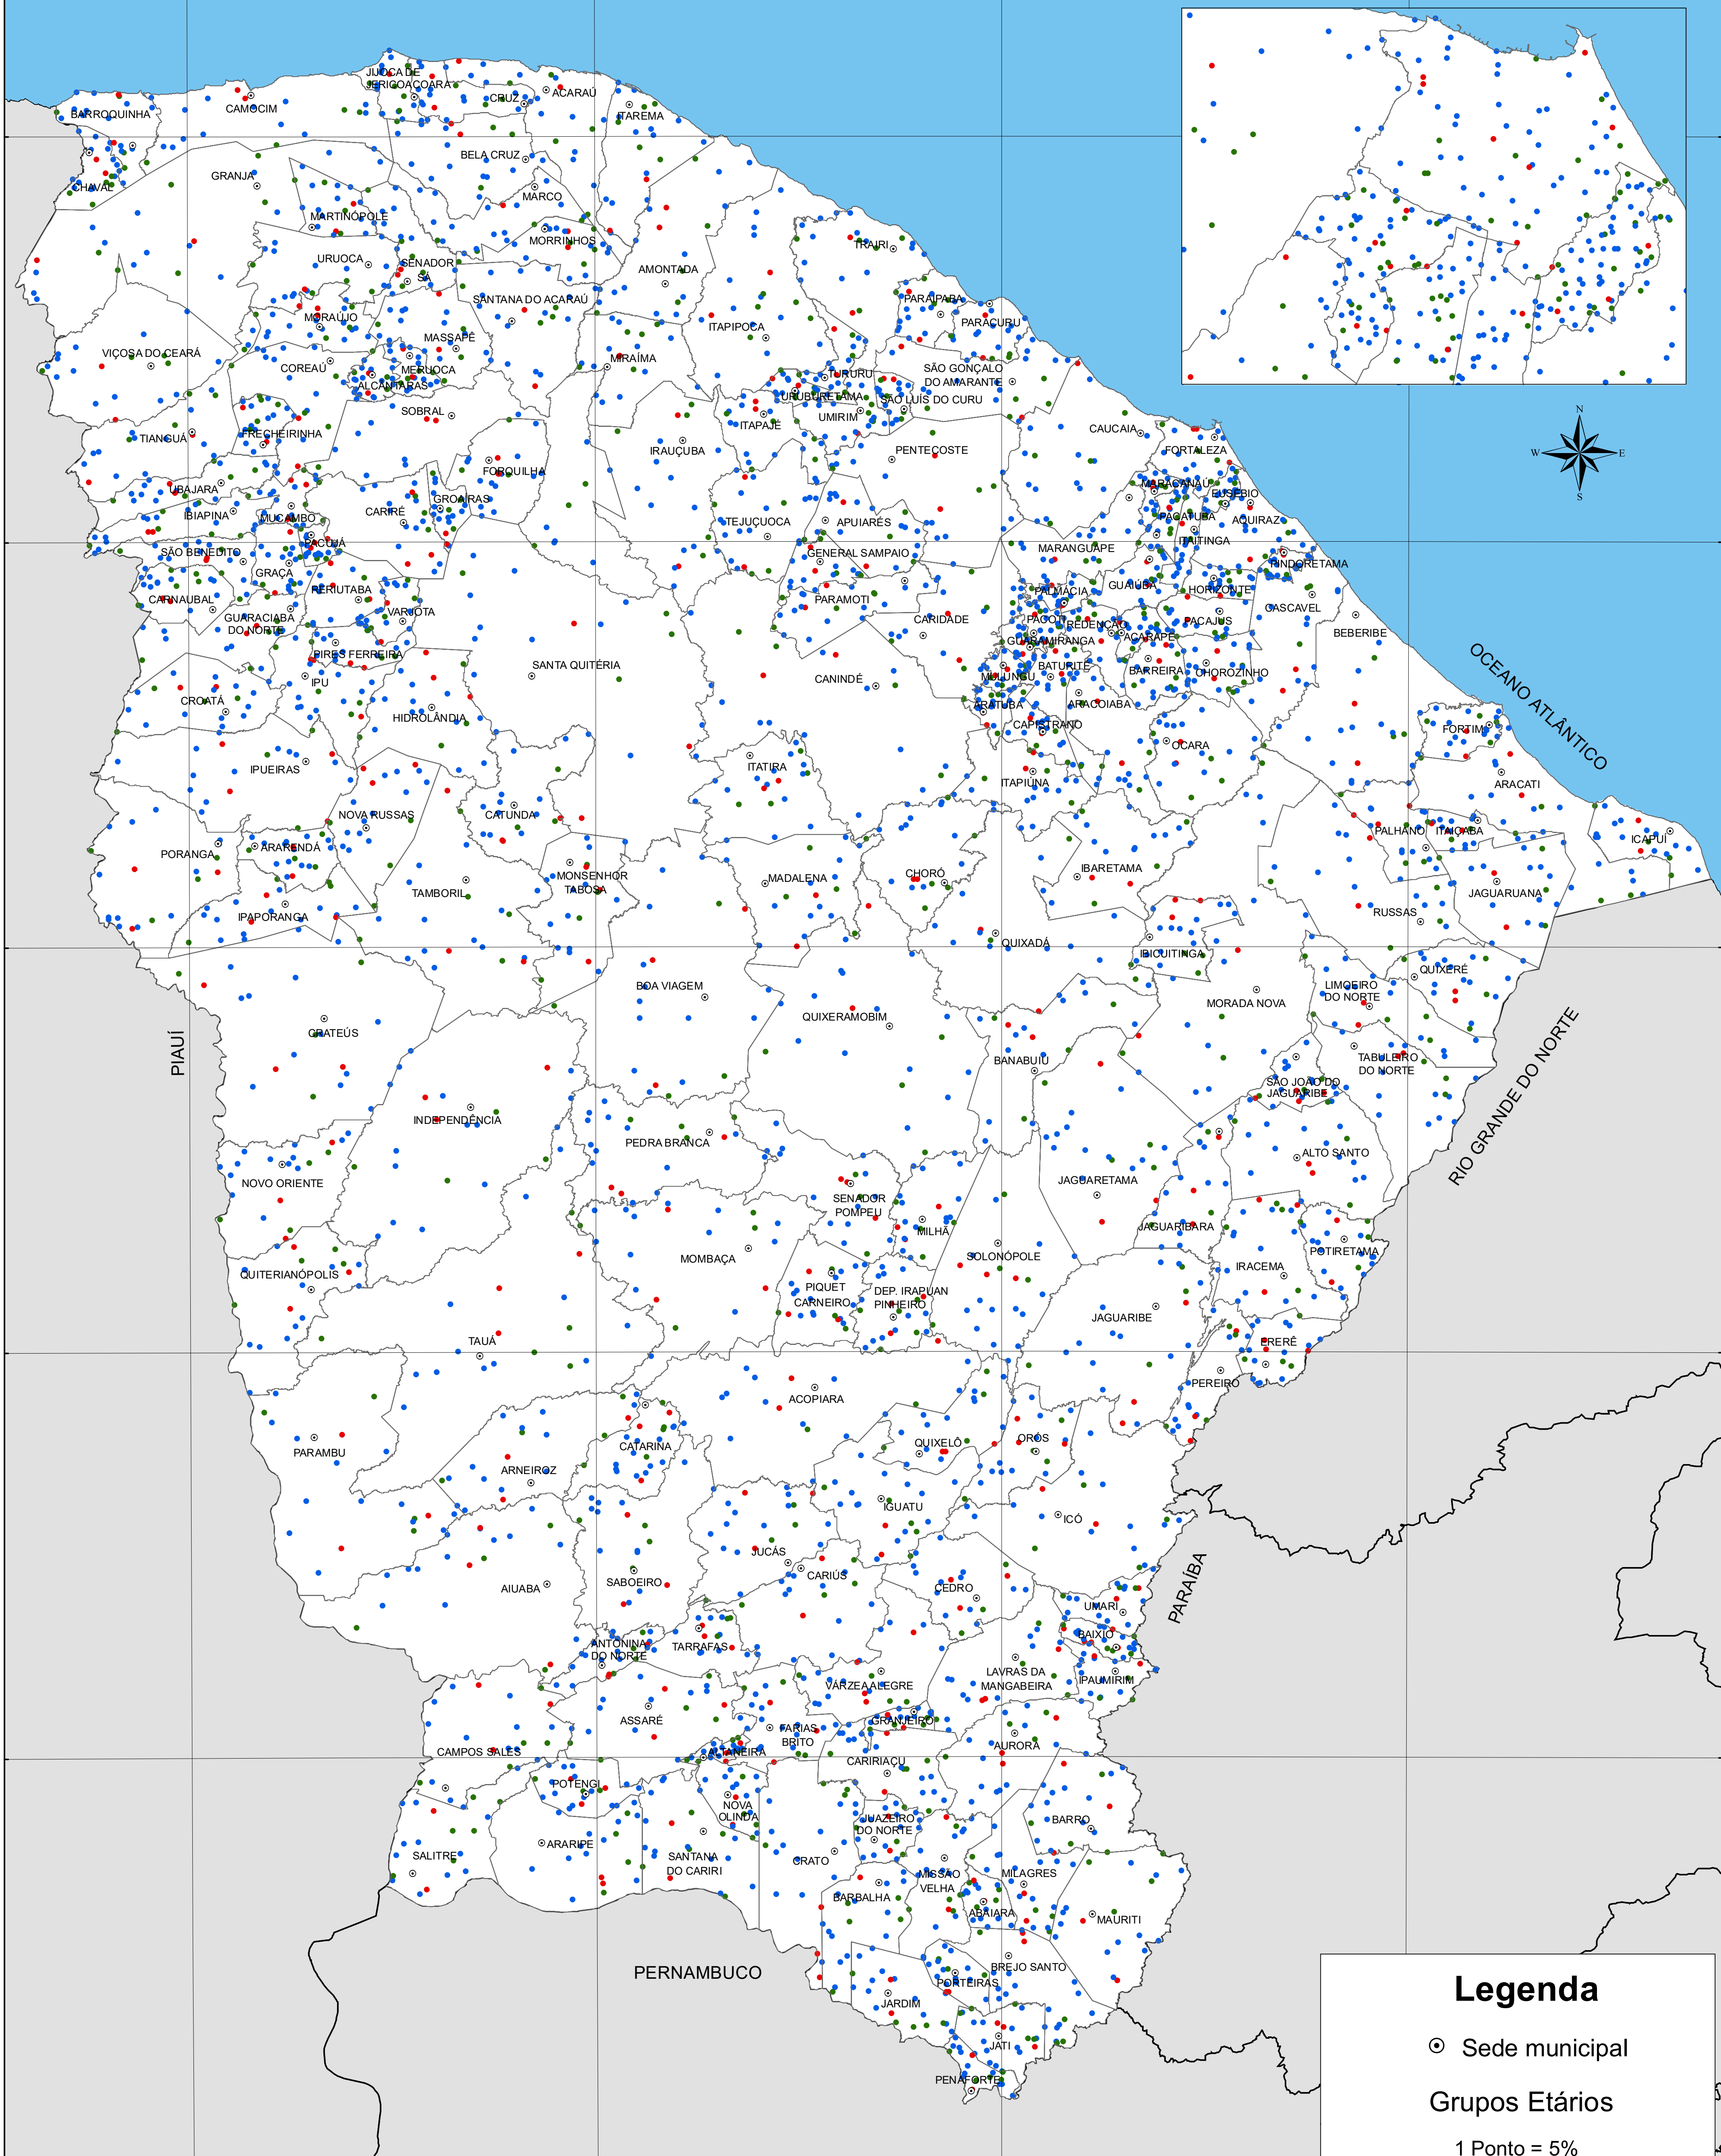 JIJOCA DE
JERICOACOARA
CRUZ
ACARAÚ
BARROQUINHA
CAMOCIM
ITAREMA
BELA CRUZ
GRANJA
CHAVAL
MARCO
MARTINÓPOLE
MORRINHOS
TRAIRI
URUOCA
SENADOR
SÁ
AMONTADA
SANTANA DO ACARAÚ
PARAIPABA
MORAÚJO
ITAPIPOCA
PARACURU
MASSAPÊ
VIÇOSA DO CEARÁ
MIRAÍMA
COREAÚ
MERUOCA
SÃO GONÇALO
DO AMARANTE
TURURU
ALCÂNTARAS
URUBURETAMA
SÃO LUÍS DO CURU
SOBRAL
UMIRIM
ITAPAJÉ
CAUCAIA
N
W
E
S
TIANGUÁ
FRECHEIRINHA
IRAUÇUBA
PENTECOSTE
FORTALEZA
FORQUILHA
UBAJARA
MARACANAÚ
EUSÉBIO
GROAÍRAS
IBIAPINA
MUCAMBO
CARIRÉ
TEJUÇUOCA
APUIARÉS
PACATUBA
AQUIRAZ
PACUJÁ
ITAITINGA
SÃO BENEDITO
GENERAL SAMPAIO
MARANGUAPE
PINDORETAMA
GRAÇA
RERIUTABA
GUAIÚBA
HORIZONTE
CARNAUBAL
PARAMOTI
PALMÁCIA
CASCAVEL
GUARACIABA
DO NORTE
VARJOTA
CARIDADE
PACOTI
REDENÇÃO
PACAJUS
BEBERIBE
GUARAMIRANGA
ACARAPE
PIRES FERREIRA
SANTA QUITÉRIA
BATURITÉ
BARREIRA
CHOROZINHO
OCEANO ATLÂNTICO
IPU
CANINDÉ
MULUNGU
CROATÁ
ARATUBA
ARACOIABA
HIDROLÂNDIA
CAPISTRANO
FORTIM
OCARA
IPUEIRAS
ITATIRA
ITAPIÚNA
ARACATI
NOVA RUSSAS
CATUNDA
PALHANO
ITAIÇABA
ICAPUÍ
PORANGA
ARARENDÁ
MONSENHOR
TABOSA
MADALENA
CHORÓ
IBARETAMA
TAMBORIL
JAGUARUANA
IPAPORANGA
RUSSAS
QUIXADÁ
IBICUITINGA
QUIXERÉ
BOA VIAGEM
LIMOEIRO
DO NORTE
MORADA NOVA
QUIXERAMOBIM
CRATEÚS
PIAUÍ
BANABUIÚ
TABULEIRO
DO NORTE
RIO GRANDE DO NORTE
SÃO JOÃO DO
JAGUARIBE
INDEPENDÊNCIA
PEDRA BRANCA
ALTO SANTO
NOVO ORIENTE
JAGUARETAMA
SENADOR
POMPEU
JAGUARIBARA
MILHÃ
MOMBAÇA
SOLONÓPOLE
POTIRETAMA
QUITERIANÓPOLIS
IRACEMA
PIQUET
CARNEIRO
DEP. IRAPUAN
PINHEIRO
JAGUARIBE
TAUÁ
ERERÊ
PEREIRO
ACOPIARA
PARAMBU
CATARINA
QUIXELÔ
ORÓS
ARNEIROZ
IGUATU
ICÓ
JUCÁS
CARIÚS
AIUABA
SABOEIRO
CEDRO
PARAÍBA
UMARI
ANTONINA
DO NORTE
TARRAFAS
BAIXIO
LAVRAS DA
MANGABEIRA
IPAUMIRIM
VÁRZEA ALEGRE
ASSARÉ
FARIAS
BRITO
GRANJEIRO
CAMPOS SALES
ALTANEIRA
AURORA
CARIRIAÇU
POTENGI
NOVA
OLINDA
JUAZEIRO
DO NORTE
BARRO
ARARIPE
SALITRE
SANTANA
DO CARIRI
CRATO
MISSÃO
VELHA
MILAGRES
BARBALHA
ABAIARA
MAURITI
PERNAMBUCO
BREJO SANTO
PORTEIRAS
JARDIM
JATI
PENAFORTE
Legenda
Sede municipal
Grupos Etários
1 Ponto = 5%